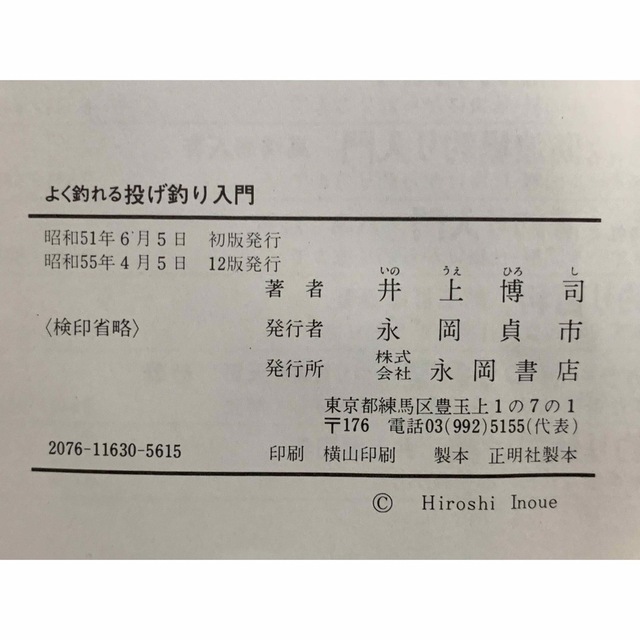 よく釣れる投げ釣り入門
昭和51年6月5日 初版発行
昭和55年4月5日 12版発行
いの うえ ひろ し
著者 井上博司
〈検印省略〉 発行者 永岡貞市
発行所 株式会社 永岡書店
東京都練馬区豊玉上1の7の1
〒176 電話03(992)5155(代表)
2076-11630-5615 印刷 横山印刷 製本 正明社製本
© Hiroshi Inoue